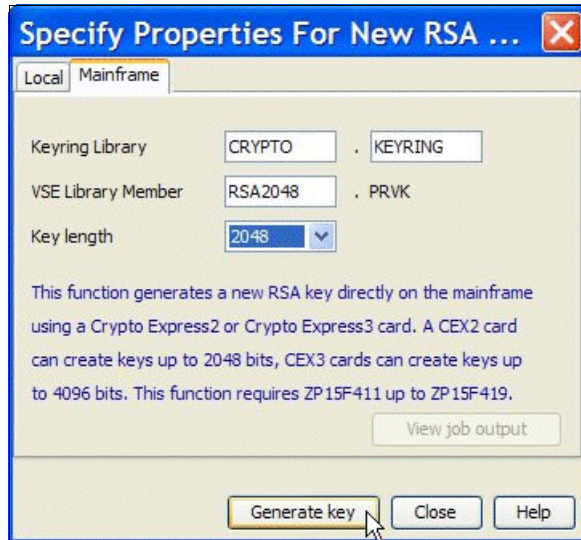 Specify Properties For New RSA ...
Local Mainframe
Keyring Library CRYPTO . KEYRING
VSE Library Member RSA2048 . PRVK
Key length 2048
This function generates a new RSA key directly on the mainframe
using a Crypto Express2 or Crypto Express3 card. A CEX2 card
can create keys up to 2048 bits, CEX3 cards can create keys up
to 4096 bits. This function requires ZP15F411 up to ZP15F419.
View job output
Generate key Close Help